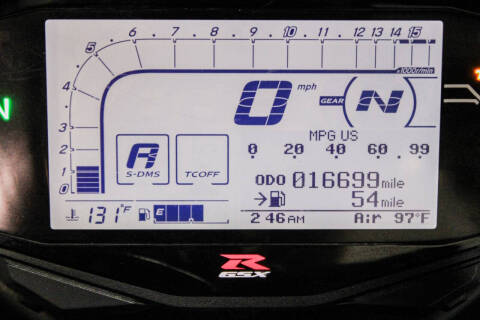 6 7 8 9 10 11 12 13 14 15
5
4
3
2
1
0
x1000r/min
0 mph
GEAR N
N
MPG US
0 20 40 60 .99
A
S-DMS
TCOFF
ODO 016699 mile
54 mile
131°F
E
2:46AM
Air 97°F
R
GSX